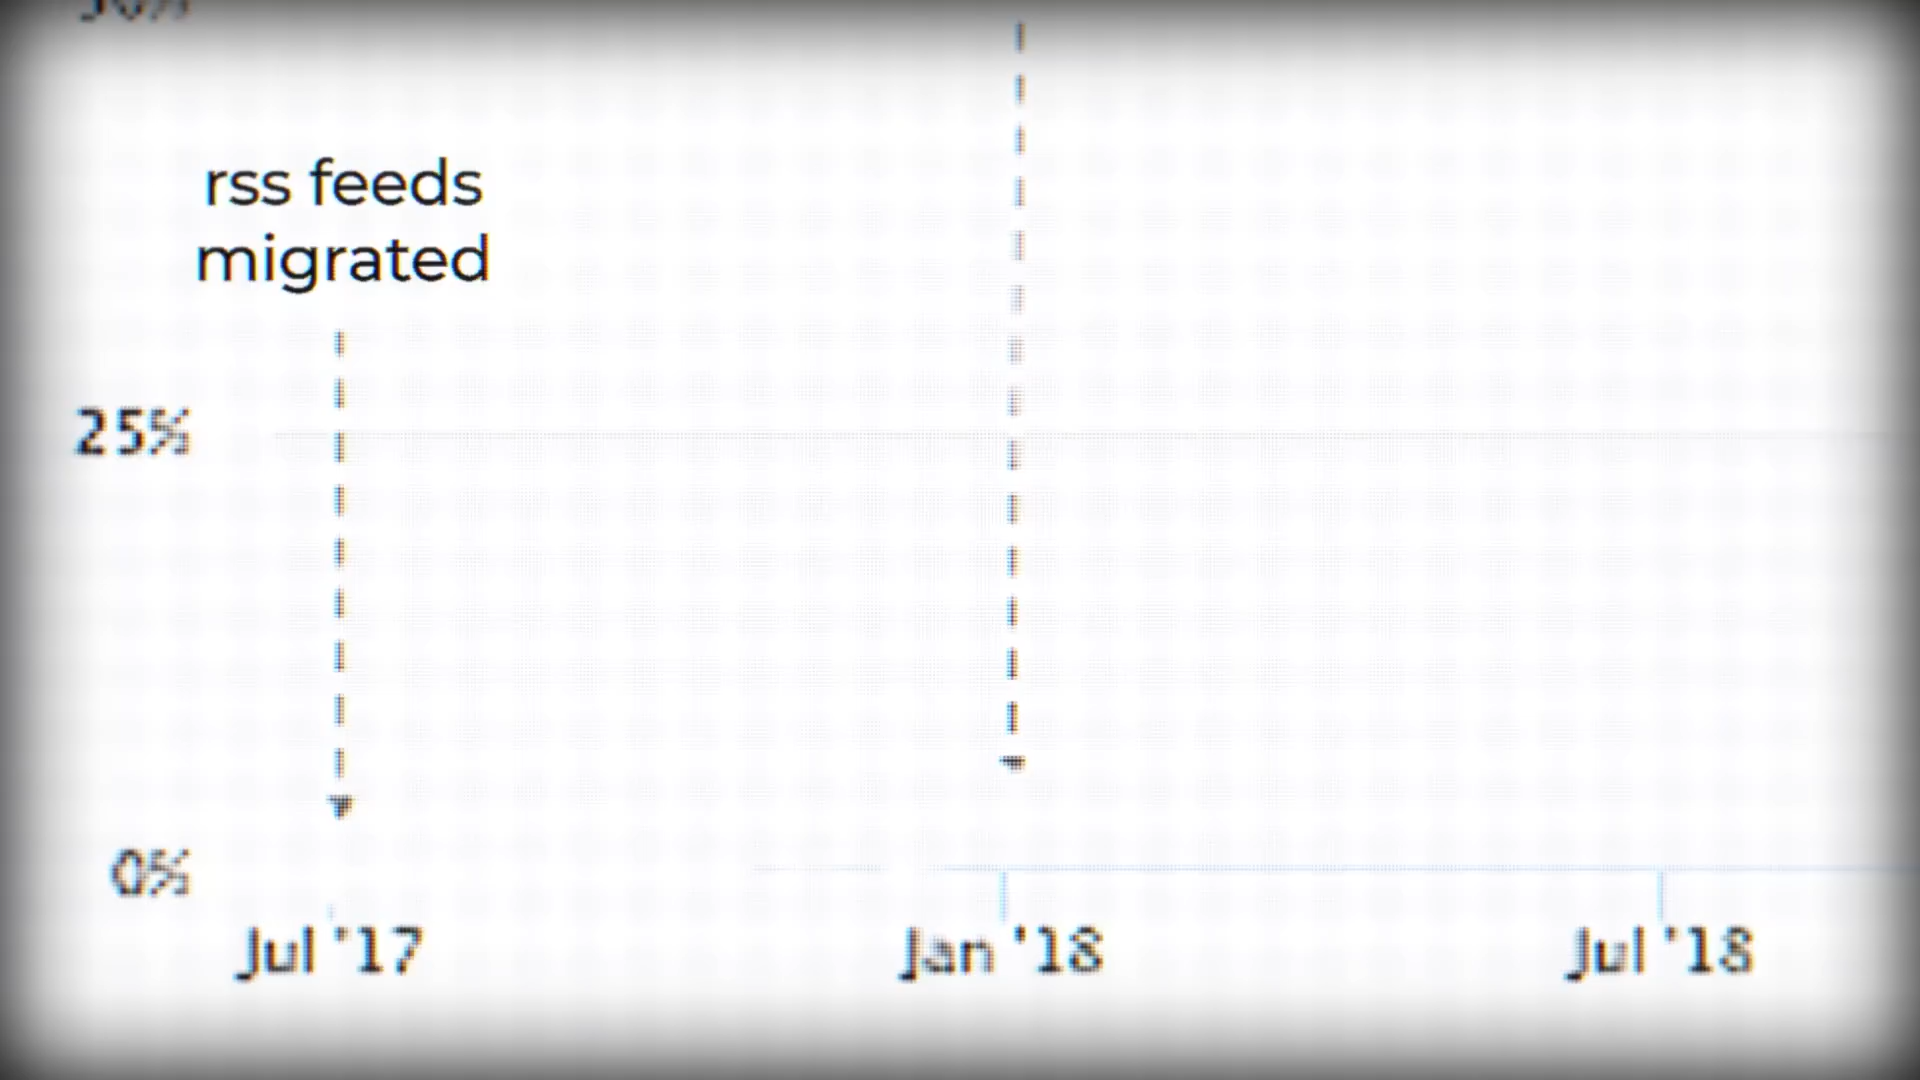 rss feeds
migrated
25%
0%
Jul '17
Jan '18
Jul '18